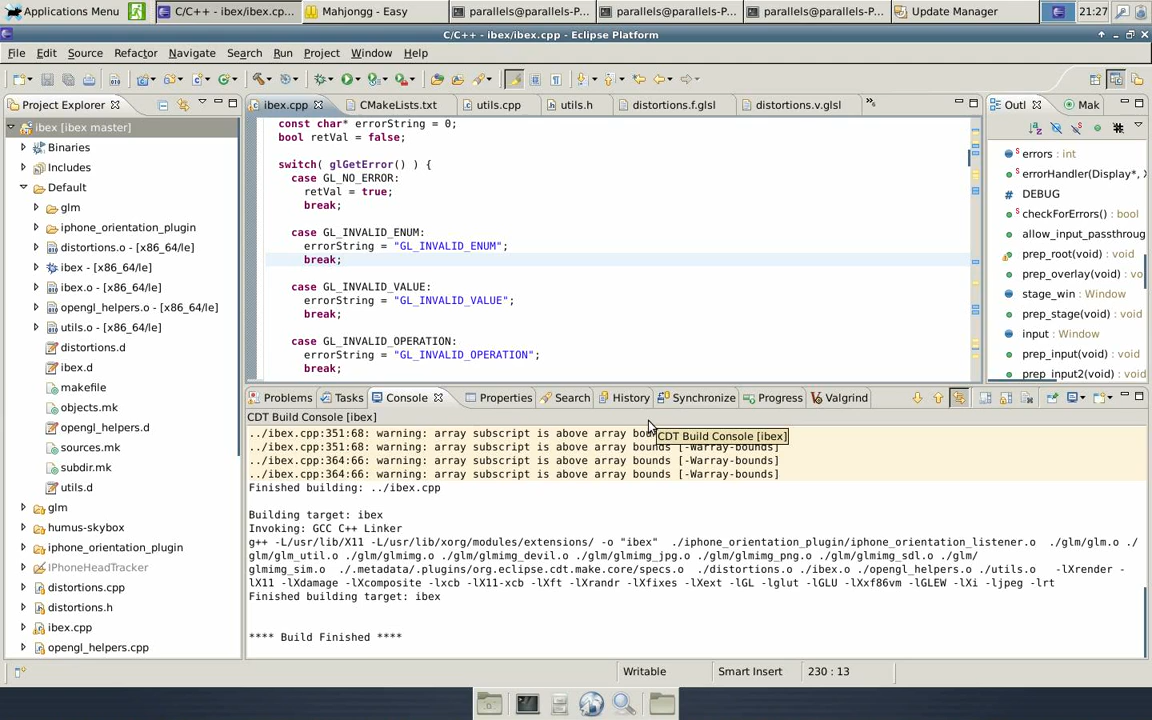 Applications Menu
C/C++ - ibex/ibex.cp...
Mahjongg - Easy
parallels@parallels-P...
parallels@parallels-P...
parallels@parallels-P...
Update Manager
21:27
C/C++ - ibex/ibex.cpp - Eclipse Platform
File Edit Source Refactor Navigate Search Run Project Window Help
Project Explorer
ibex [ibex master]
Binaries
Includes
Default
glm
iphone_orientation_plugin
distortions.o - [x86_64/le]
ibex - [x86_64/le]
ibex.o - [x86_64/le]
opengl_helpers.o - [x86_64/le]
utils.o - [x86_64/le]
distortions.d
ibex.d
makefile
objects.mk
opengl_helpers.d
sources.mk
subdir.mk
utils.d
glm
humus-skybox
iphone_orientation_plugin
IPhoneHeadTracker
distortions.cpp
distortions.h
ibex.cpp
opengl_helpers.cpp
ibex.cpp
CMakeLists.txt
utils.cpp
utils.h
distortions.f.glsl
distortions.v.glsl
const char* errorString = 0;
bool retVal = false;
switch( glGetError() ) {
case GL_NO_ERROR:
retVal = true;
break;
case GL_INVALID_ENUM:
errorString = "GL_INVALID_ENUM";
break;
case GL_INVALID_VALUE:
errorString = "GL_INVALID_VALUE";
break;
case GL_INVALID_OPERATION:
errorString = "GL_INVALID_OPERATION";
break;
Outl
Mak
errors : int
errorHandler(Display*, X
DEBUG
checkForErrors() : bool
allow_input_passthroug
prep_root(void) : void
prep_overlay(void) : vo
stage_win : Window
prep_stage(void) : void
input : Window
prep_input(void) : void
prep_input2(void) : void
Problems
Tasks
Console
Properties
Search
History
Synchronize
Progress
Valgrind
CDT Build Console [ibex]
../ibex.cpp:351:68: warning: array subscript is above array bou
CDT Build Console [ibex]
../ibex.cpp:351:68: warning: array subscript is above array bounds [-Warray-bounds]
../ibex.cpp:364:66: warning: array subscript is above array bounds [-Warray-bounds]
../ibex.cpp:364:66: warning: array subscript is above array bounds [-Warray-bounds]
Finished building: ../ibex.cpp
Building target: ibex
Invoking: GCC C++ Linker
g++ -L/usr/lib/X11 -L/usr/lib/xorg/modules/extensions/ -o "ibex" ./iphone_orientation_plugin/iphone_orientation_listener.o ./glm/glm.o ./
glm/glm_util.o ./glm/glmimg.o ./glm/glmimg_devil.o ./glm/glmimg_jpg.o ./glm/glmimg_png.o ./glm/glmimg_sdl.o ./glm/
glmimg_sim.o ./.metadata/.plugins/org.eclipse.cdt.make.core/specs.o ./distortions.o ./ibex.o ./opengl_helpers.o ./utils.o -lXrender -
lX11 -lXdamage -lXcomposite -lxcb -lX11-xcb -lXft -lXrandr -lXfixes -lXext -lGL -lglut -lGLU -lXxf86vm -lGLEW -lXi -ljpeg -lrt
Finished building target: ibex
**** Build Finished ****
Writable
Smart Insert
230 : 13